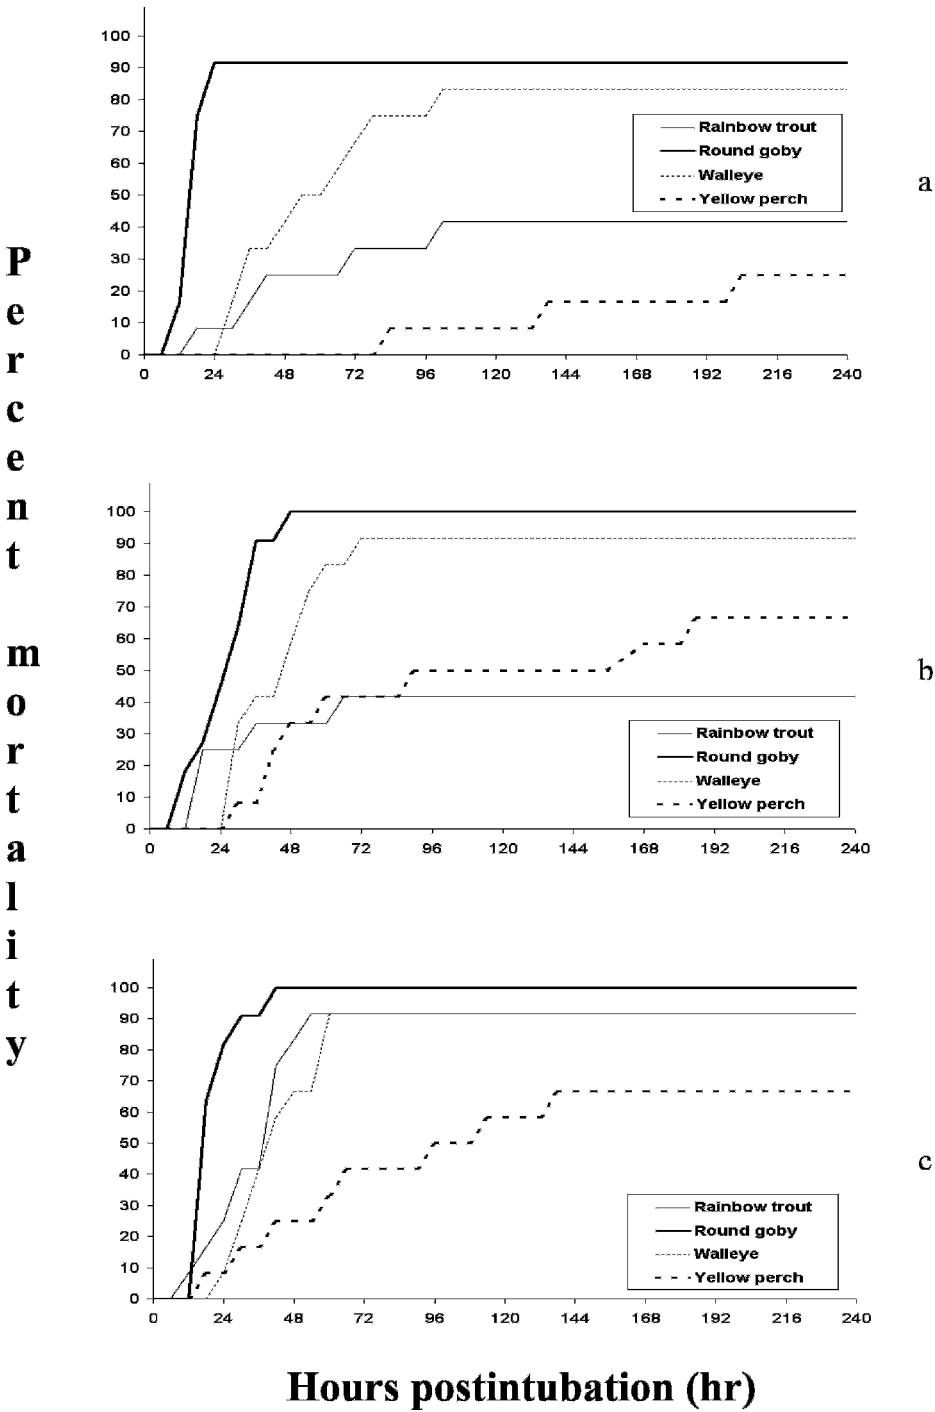 Percent mortality
100
90
80
70
60
50
40
30
20
10
0
0 24 48 72 96 120 144 168 192 216 240
Rainbow trout
Round goby
Walleye
Yellow perch
a
100
90
80
70
60
50
40
30
20
10
0
0 24 48 72 96 120 144 168 192 216 240
Rainbow trout
Round goby
Walleye
Yellow perch
b
100
90
80
70
60
50
40
30
20
10
0
0 24 48 72 96 120 144 168 192 216 240
Rainbow trout
Round goby
Walleye
Yellow perch
c
Hours postintubation (hr)